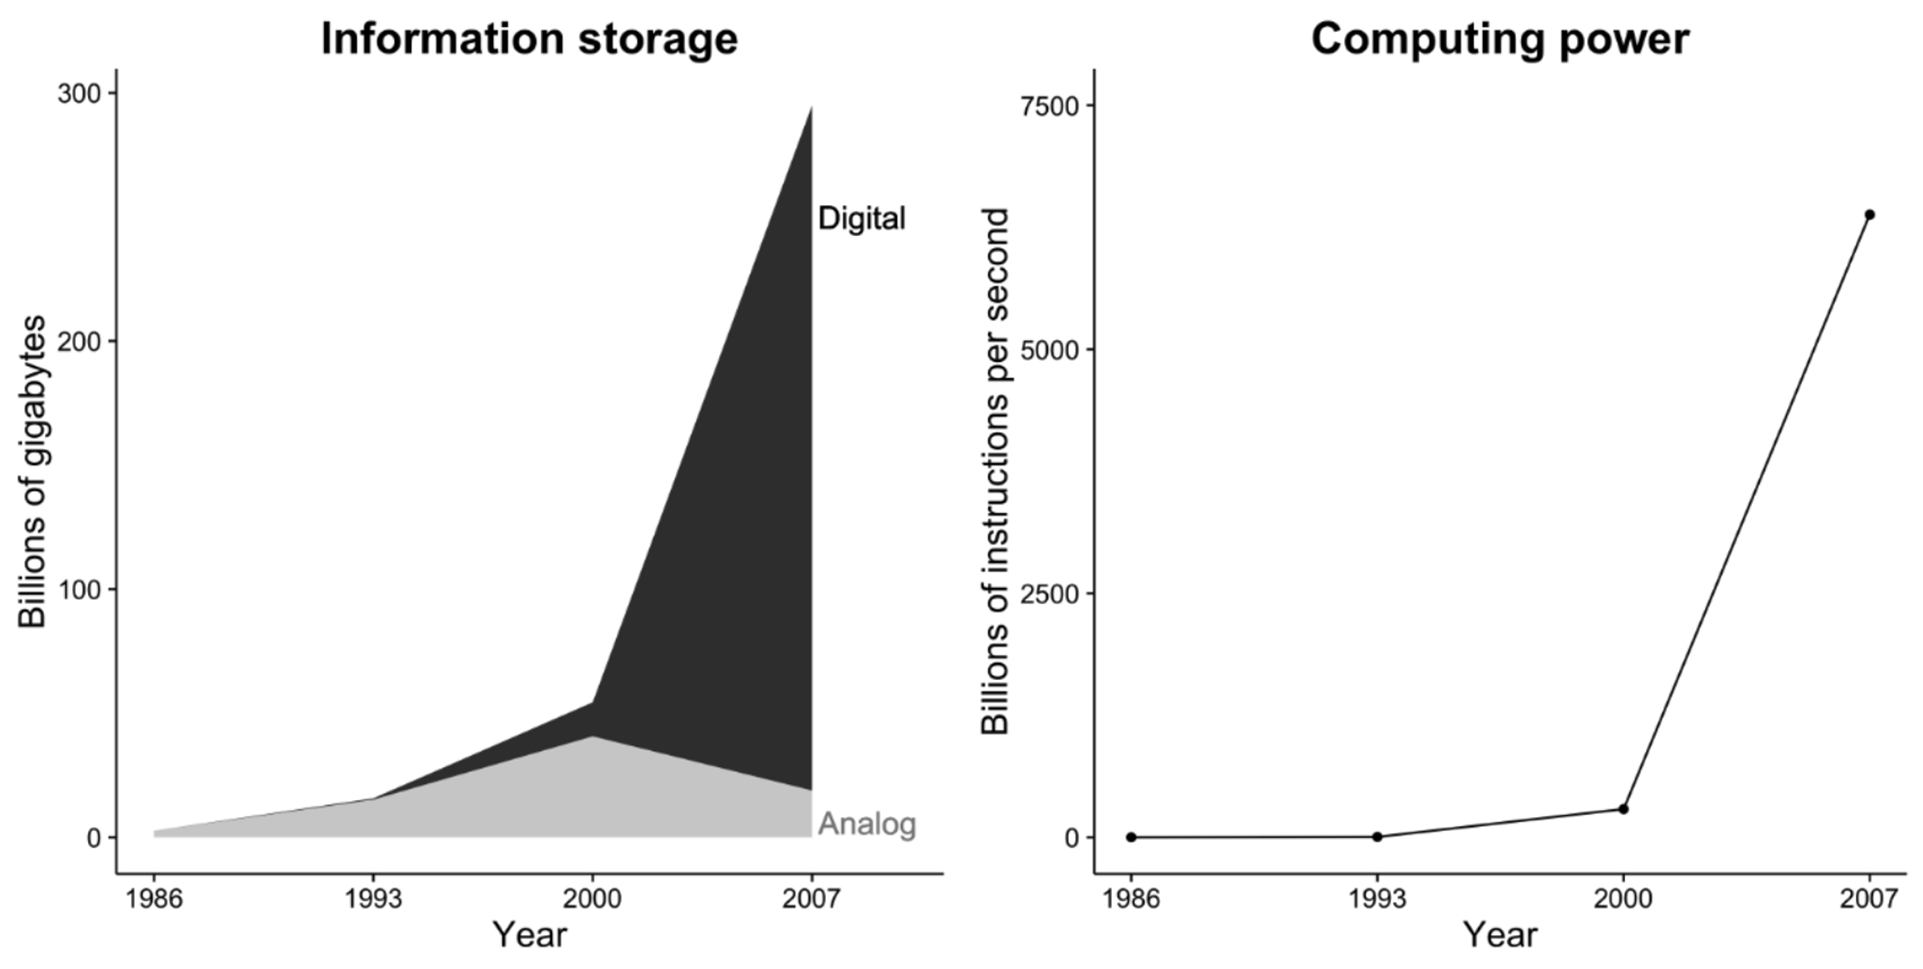 Information storage
Billions of gigabytes
300
200
100
0
Digital
Analog
1986 1993 2000 2007
Year
Computing power
Billions of instructions per second
7500
5000
2500
0
1986 1993 2000 2007
Year